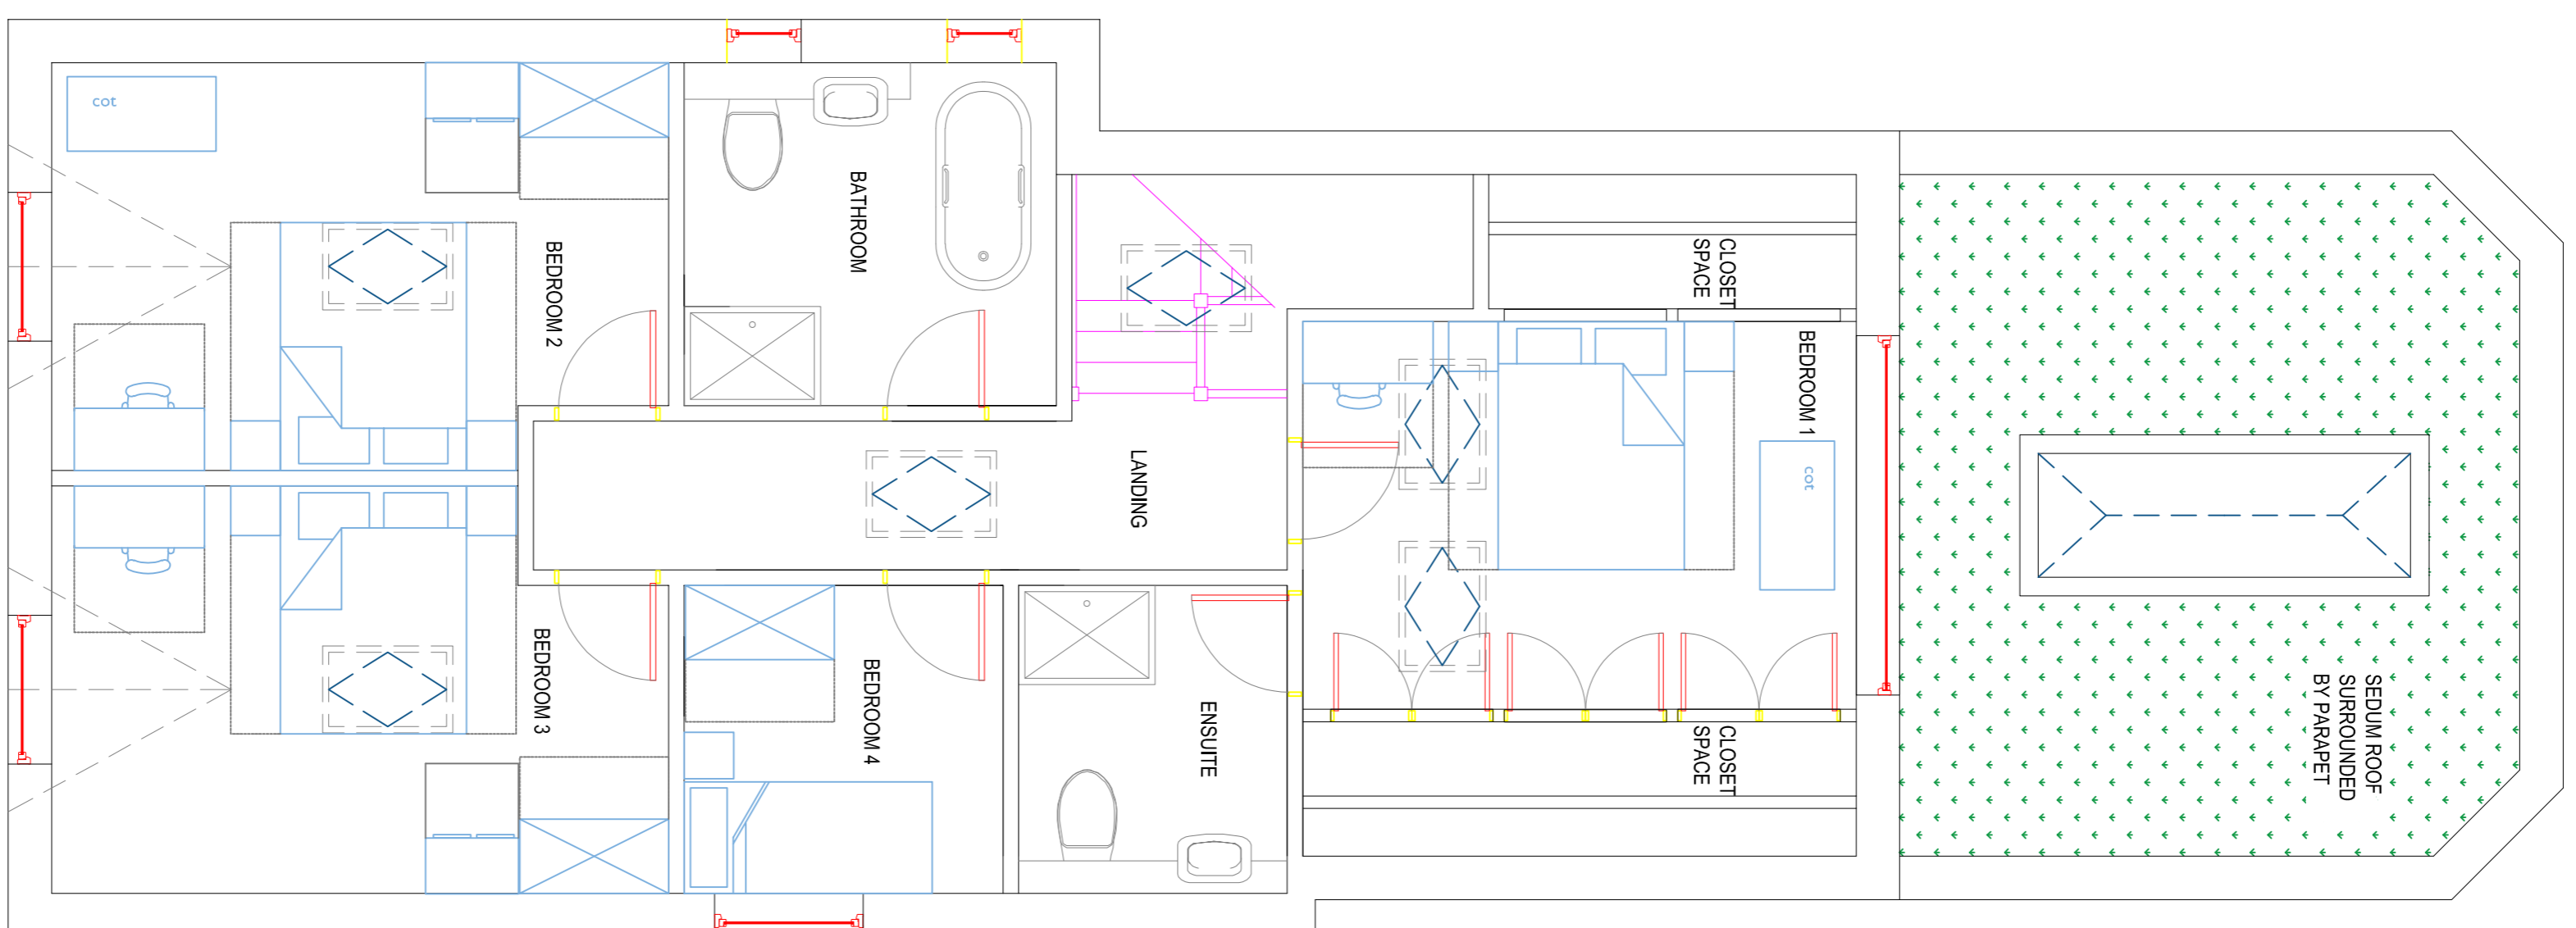 cot
BEDROOM 2
BATHROOM
CLOSET
SPACE
BEDROOM 1
cot
LANDING
BEDROOM 3
BEDROOM 4
ENSUITE
CLOSET
SPACE
SEDUM ROOF
SURROUNDED
BY PARAPET